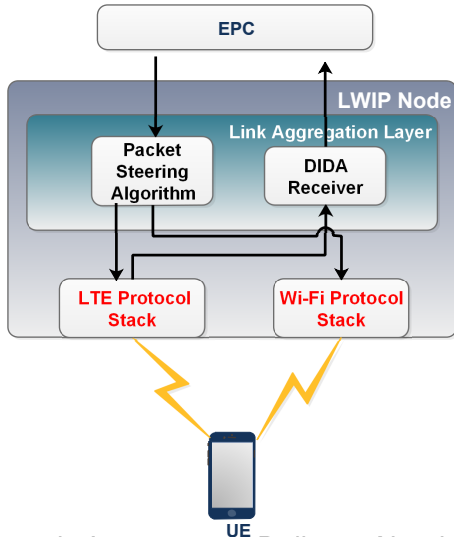 EPC
LWIP Node
Link Aggregation Layer
Packet
Steering
Algorithm
DIDA
Receiver
LTE Protocol
Stack
Wi-Fi Protocol
Stack
UE